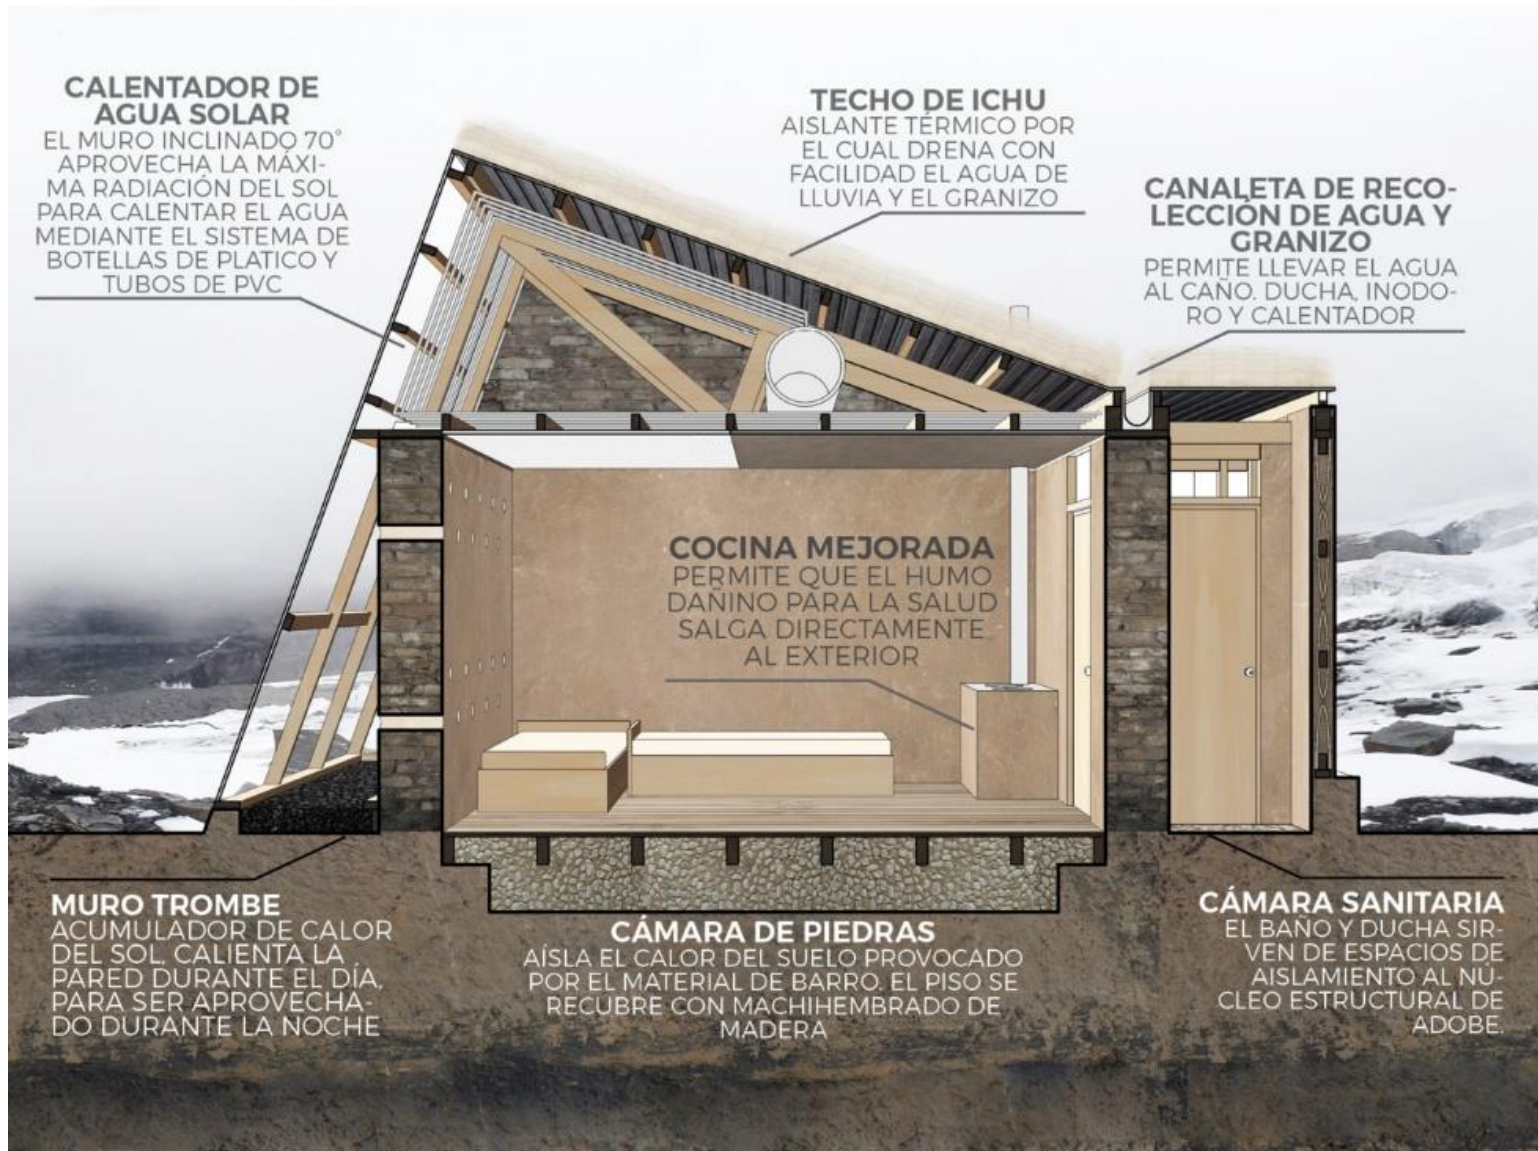 CALENTADOR DE
AGUA SOLAR
EL MURO INCLINADO 70°
APROVECHA LA MÁXI-
MA RADIACIÓN DEL SOL
PARA CALENTAR EL AGUA
MEDIANTE EL SISTEMA DE
BOTELLAS DE PLATICO Y
TUBOS DE PVC
TECHO DE ICHU
AISLANTE TÉRMICO POR
EL CUAL DRENA CON
FACILIDAD EL AGUA DE
LLUVIA Y EL GRANIZO
CANALETA DE RECO-
LECCIÓN DE AGUA Y
GRANIZO
PERMITE LLEVAR EL AGUA
AL CAÑO. DUCHA, INODO-
RO Y CALENTADOR
COCINA MEJORADA
PERMITE QUE EL HUMO
DAÑINO PARA LA SALUD
SALGA DIRECTAMENTE
AL EXTERIOR
MURO TROMBE
ACUMULADOR DE CALOR
DEL SOL, CALIENTA LA
PARED DURANTE EL DÍA,
PARA SER APROVECHA-
DO DURANTE LA NOCHE
CÁMARA DE PIEDRAS
AÍSLA EL CALOR DEL SUELO PROVOCADO
POR EL MATERIAL DE BARRO. EL PISO SE
RECUBRE CON MACHIHEMBRADO DE
MADERA
CÁMARA SANITARIA
EL BAÑO Y DUCHA SIR-
VEN DE ESPACIOS DE
AISLAMIENTO AL NÚ-
CLEO ESTRUCTURAL DE
ADOBE.